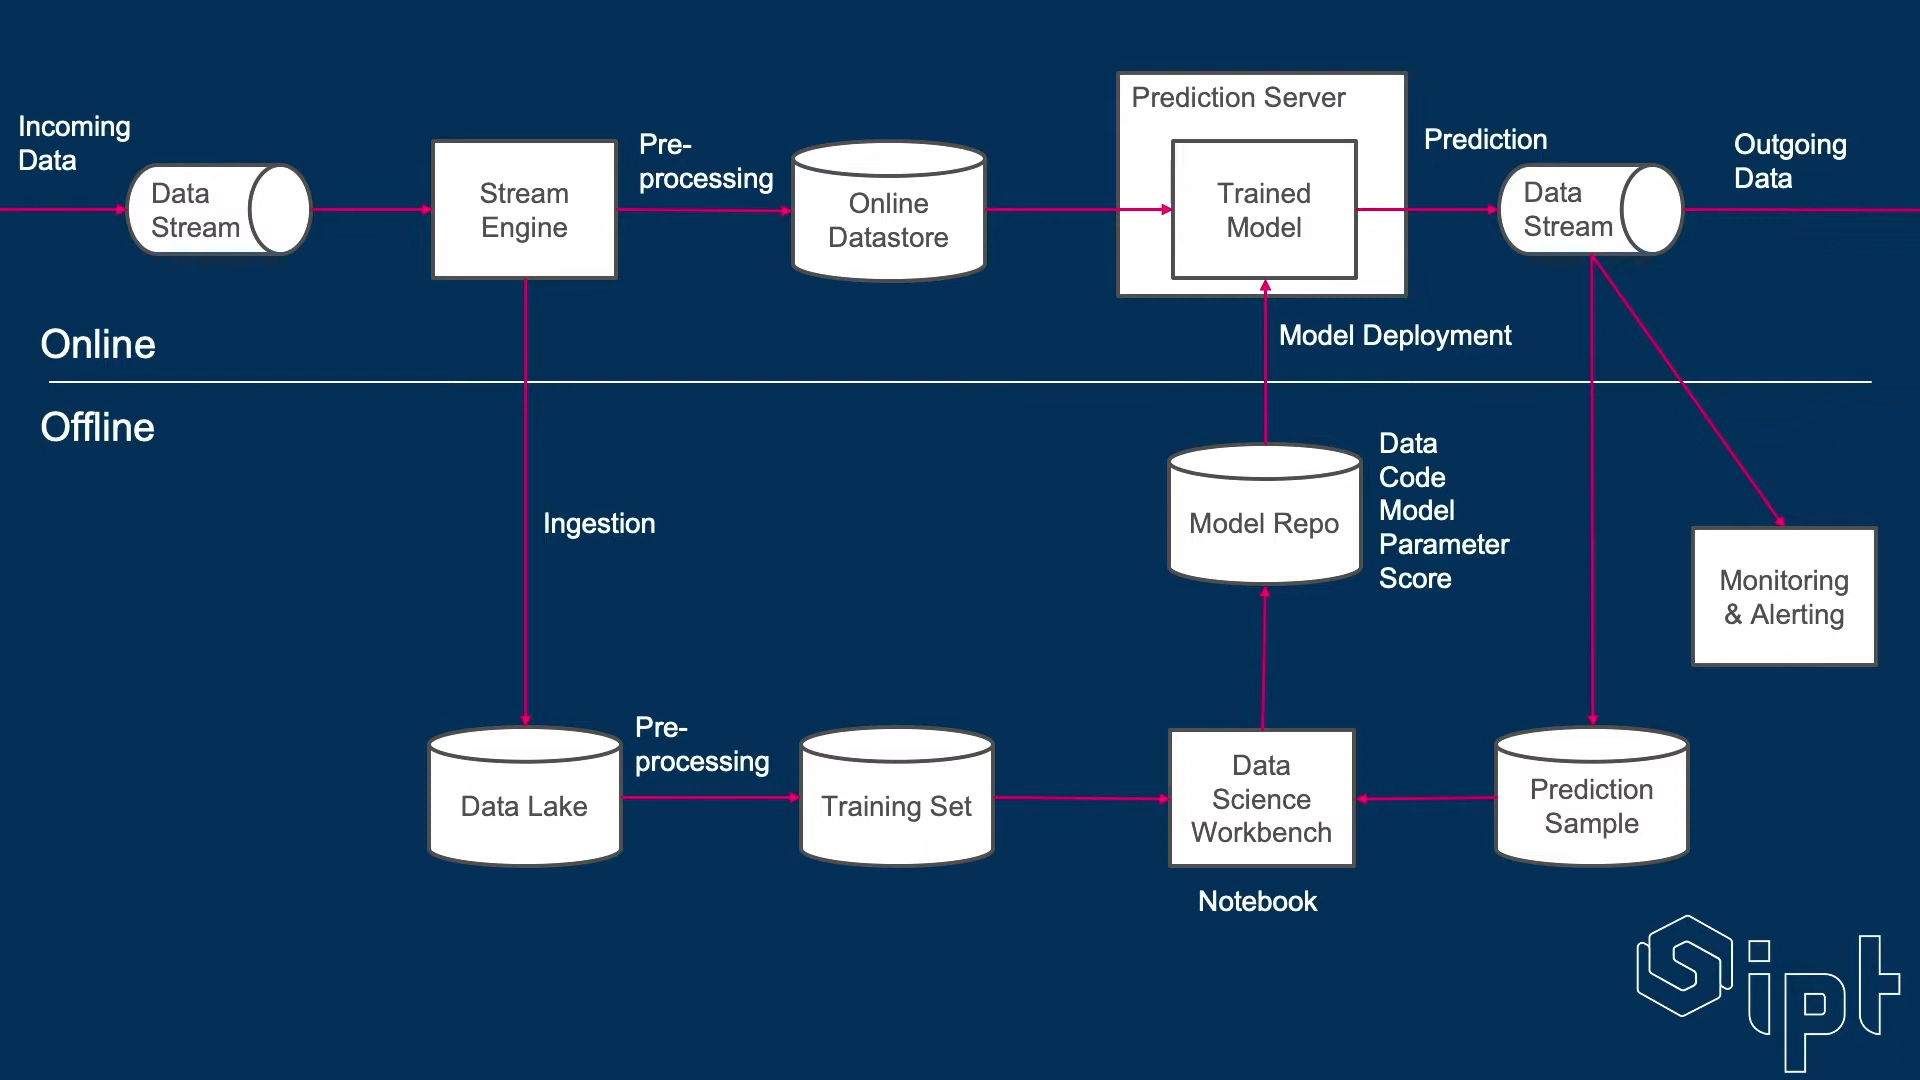 Incoming
Data
Data
Stream
Stream
Engine
Pre-
processing
Online
Datastore
Prediction Server
Trained
Model
Prediction
Data
Stream
Outgoing
Data
Online
Model Deployment
Offline
Ingestion
Model Repo
Data
Code
Model
Parameter
Score
Monitoring
& Alerting
Data Lake
Pre-
processing
Training Set
Data
Science
Workbench
Notebook
Prediction
Sample
ipt